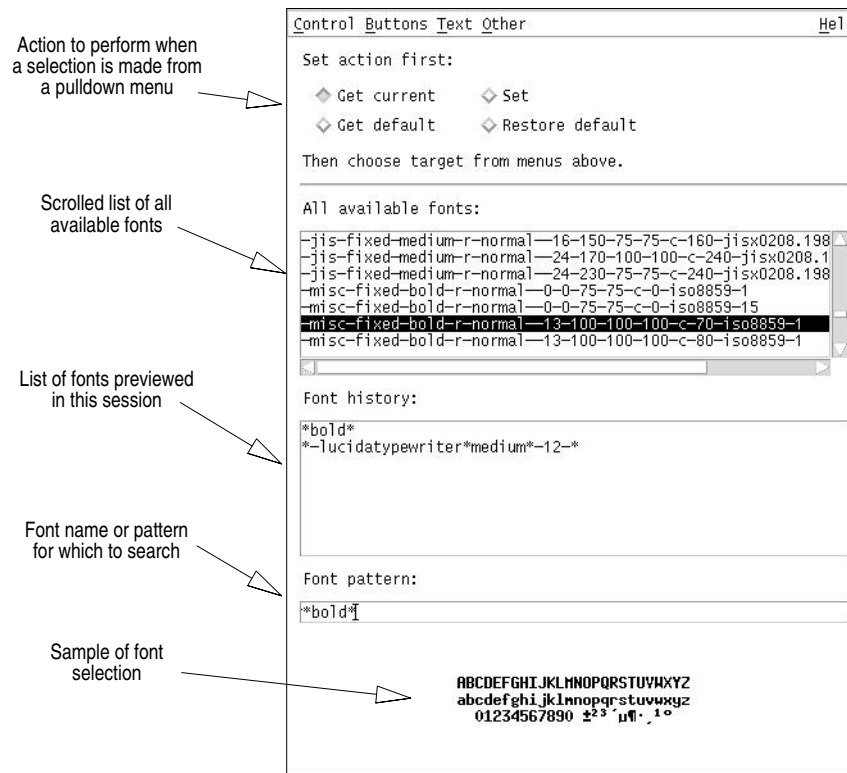 Control Buttons Text Other Hel
Action to perform when
a selection is made from
a pulldown menu
Set action first:
Get current Set
Get default Restore default
Then choose target from menus above.
Scrolled list of all
available fonts
All available fonts:
-jis-fixed-medium-r-normal--16-150-75-75-c-160-jisx0208.198
-jis-fixed-medium-r-normal--24-170-100-100-c-240-jisx0208.1
-jis-fixed-medium-r-normal--24-230-75-75-c-240-jisx0208.198
-misc-fixed-bold-r-normal--0-0-75-75-c-0-iso8859-1
-misc-fixed-bold-r-normal--0-0-75-75-c-0-iso8859-15
-misc-fixed-bold-r-normal--13-100-100-100-c-70-iso8859-1
-misc-fixed-bold-r-normal--13-100-100-100-c-80-iso8859-1
List of fonts previewed
in this session
Font history:
*bold*
*-lucidatypewriter*medium*-12-*
Font name or pattern
for which to search
Font pattern:
*bold*
Sample of font
selection
ABCDEFGHIJKLMNOPQRSTUVWXYZ
abcdefghijklmnopqrstuvwxyz
01234567890 ±²³´µ¶·¸¹º